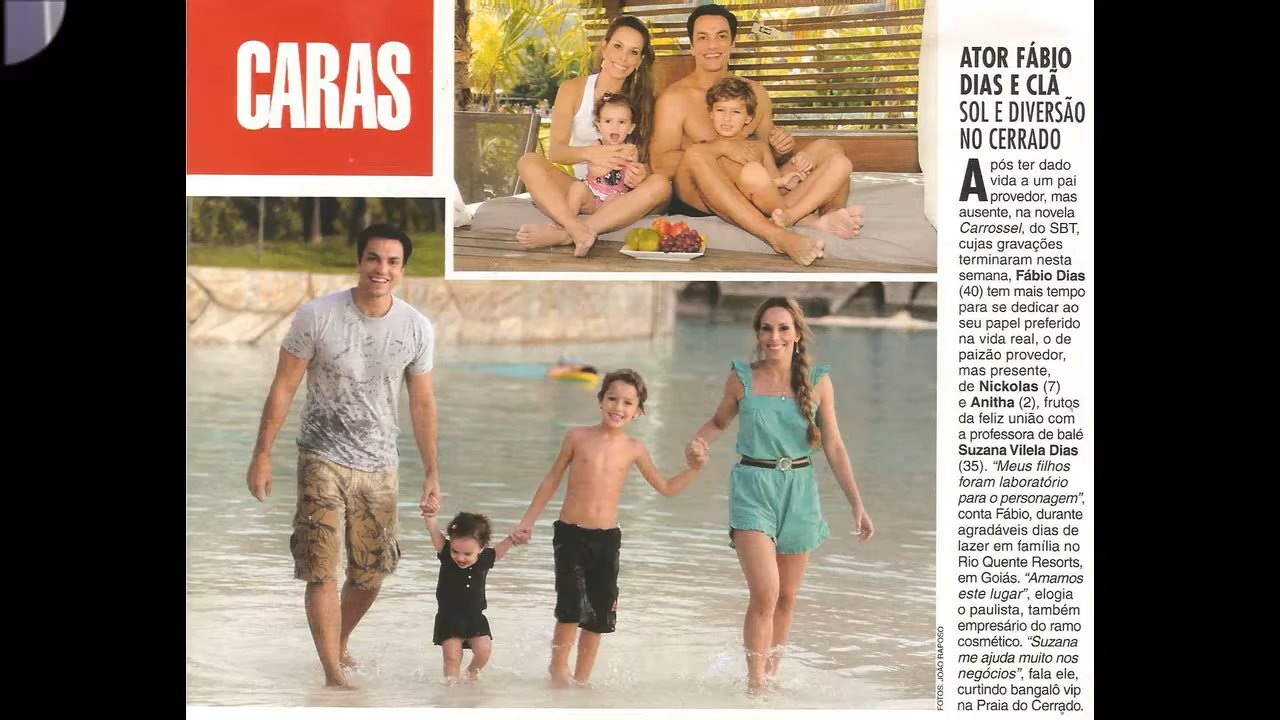 CARAS
ATOR FÁBIO
DIAS E CLÃ
SOL E DIVERSÃO
NO CERRADO
Após ter dado
vida a um pai
provedor, mas
ausente, na novela
Carrossel, do SBT,
cujas gravações
terminaram nesta
semana, Fábio Dias
(40) tem mais tempo
para se dedicar ao
seu papel preferido
na vida real, o de
paizão provedor,
mas presente,
de Nickolas (7)
e Anitha (2), frutos
da feliz união com
a professora de balé
Suzana Vilela Dias
(35). “Meus filhos
foram laboratório
para o personagem”,
conta Fábio, durante
agradáveis dias de
lazer em família no
Rio Quente Resorts,
em Goiás. “Amamos
este lugar”, elogia
o paulista, também
empresário do ramo
cosmético. “Suzana
me ajuda muito nos
negócios”, fala ele,
curtindo bangalô vip
na Praia do Cerrado.
FOTOS: JOÃO RAPOSO